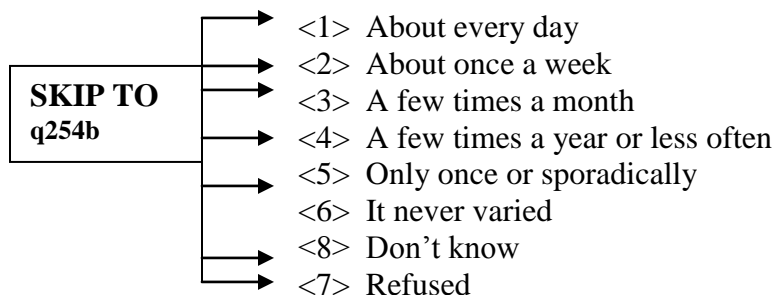 <1> About every day
<2> About once a week
SKIP TO
<3> A few times a month
q254b
<4> A few times a year or less often
<5> Only once or sporadically
<6> It never varied
<8> Don’t know
<7> Refused